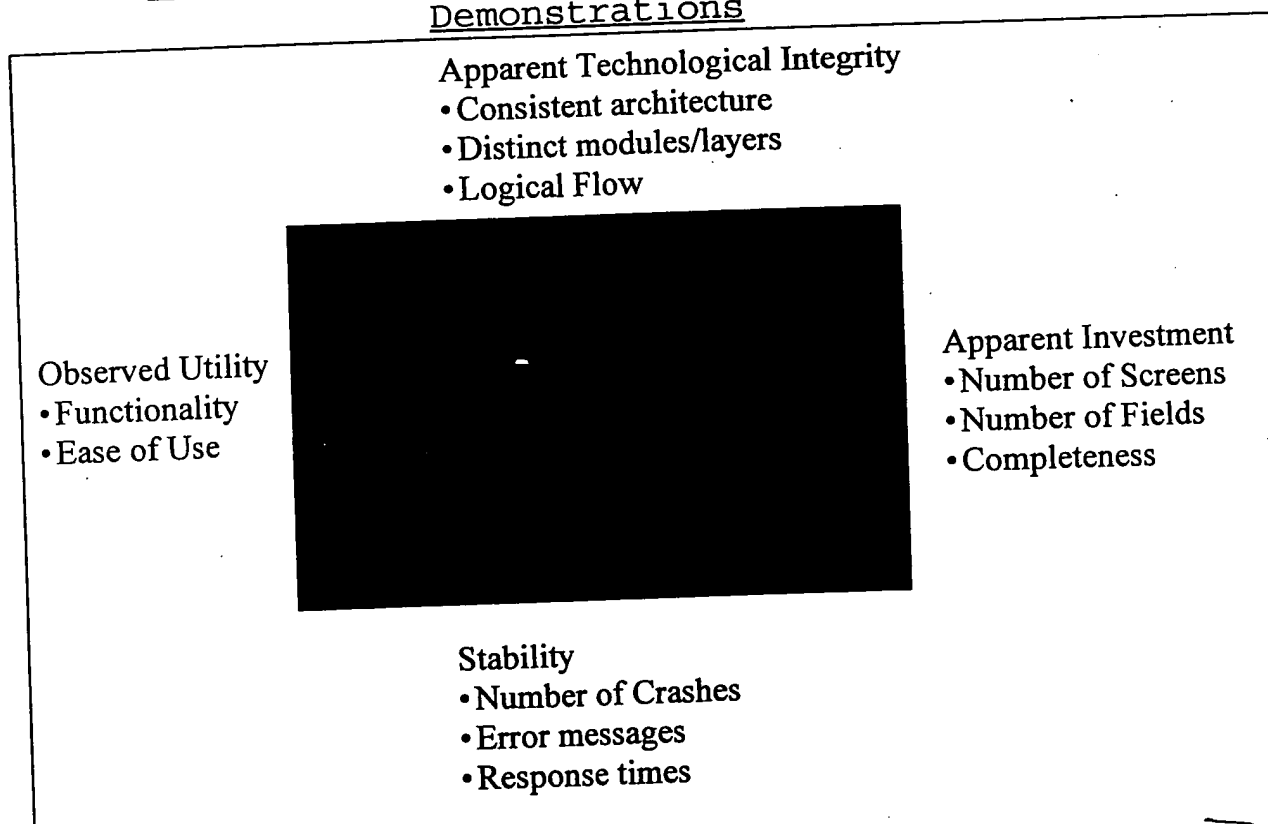 Demonstrations
Apparent Technological Integrity
•Consistent architecture
•Distinct modules/layers
•Logical Flow
Observed Utility
•Functionality
•Ease of Use
Apparent Investment
•Number of Screens
•Number of Fields
•Completeness
Stability
•Number of Crashes
•Error messages
•Response times